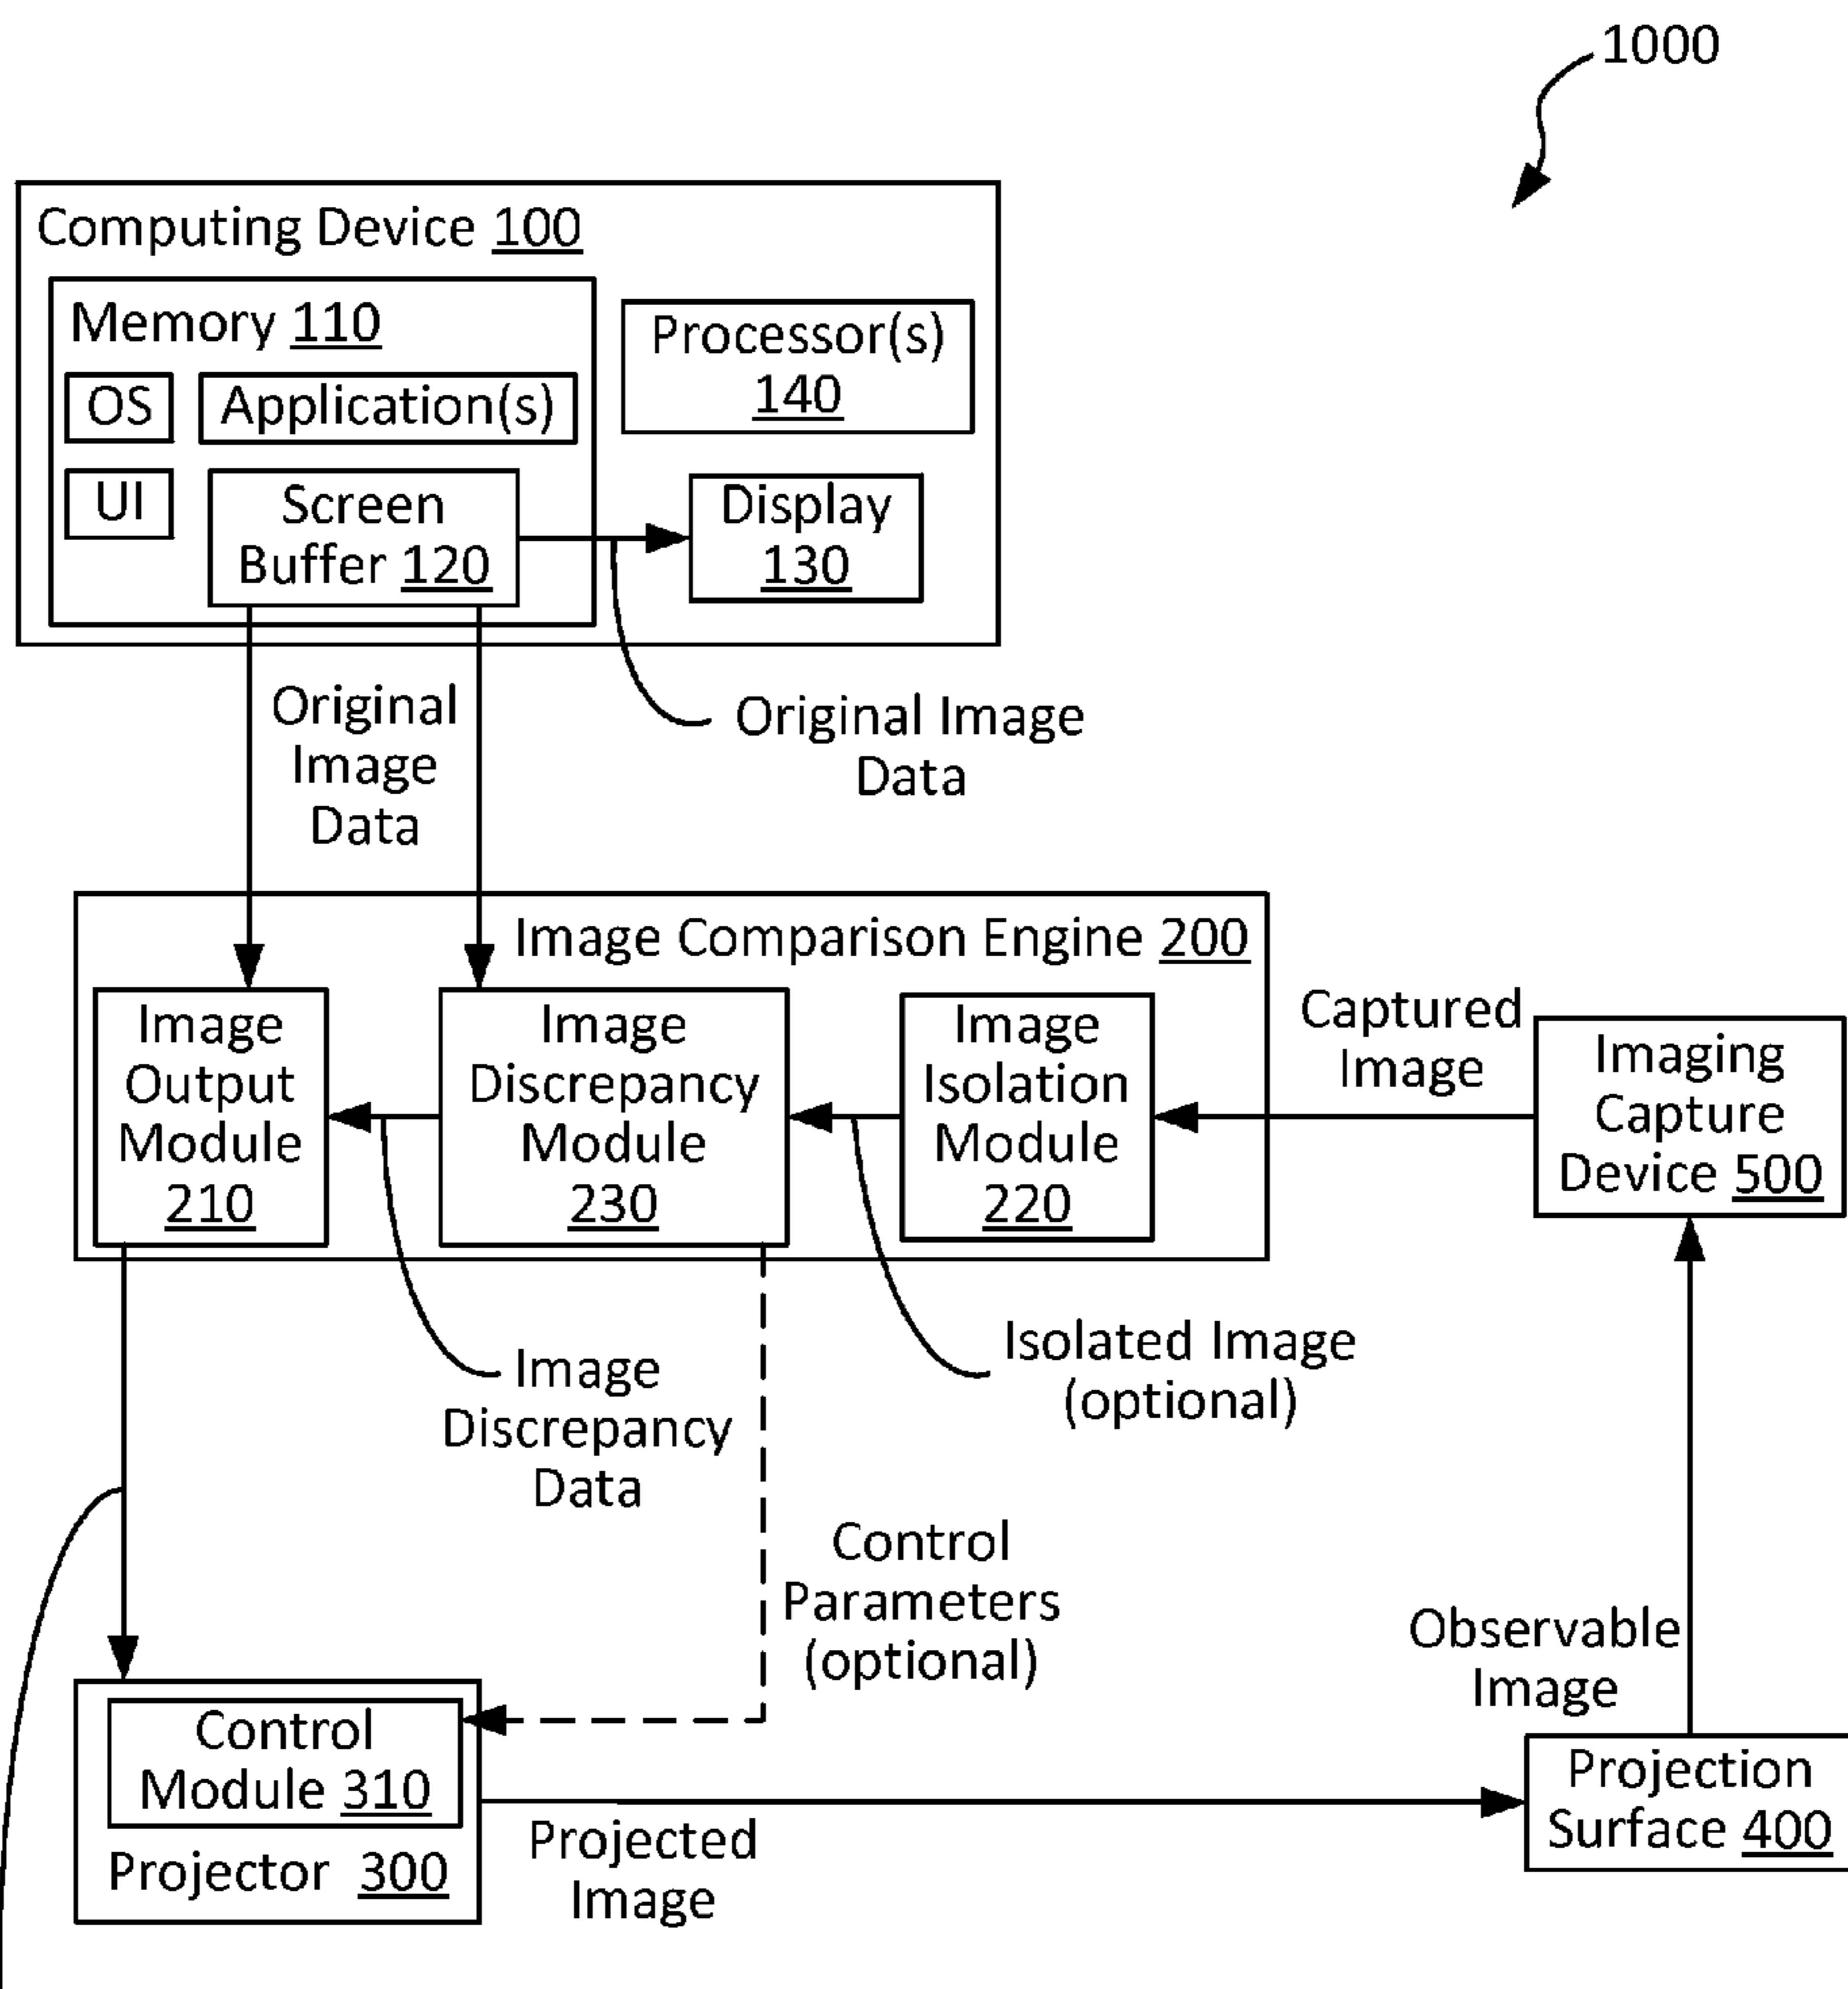 1000
Computing Device 100
Memory 110
OS
Application(s)
UI
Screen
Buffer 120
Processor(s)
140
Display
130
Original
Image
Data
Original Image
Data
Image Comparison Engine 200
Image
Output
Module
210
Image
Discrepancy
Module
230
Image
Isolation
Module
220
Captured
Image
Imaging
Capture
Device 500
Image
Discrepancy
Data
Isolated Image
(optional)
Control
Parameters
(optional)
Observable
Image
Control
Module 310
Projector 300
Projected
Image
Projection
Surface 400